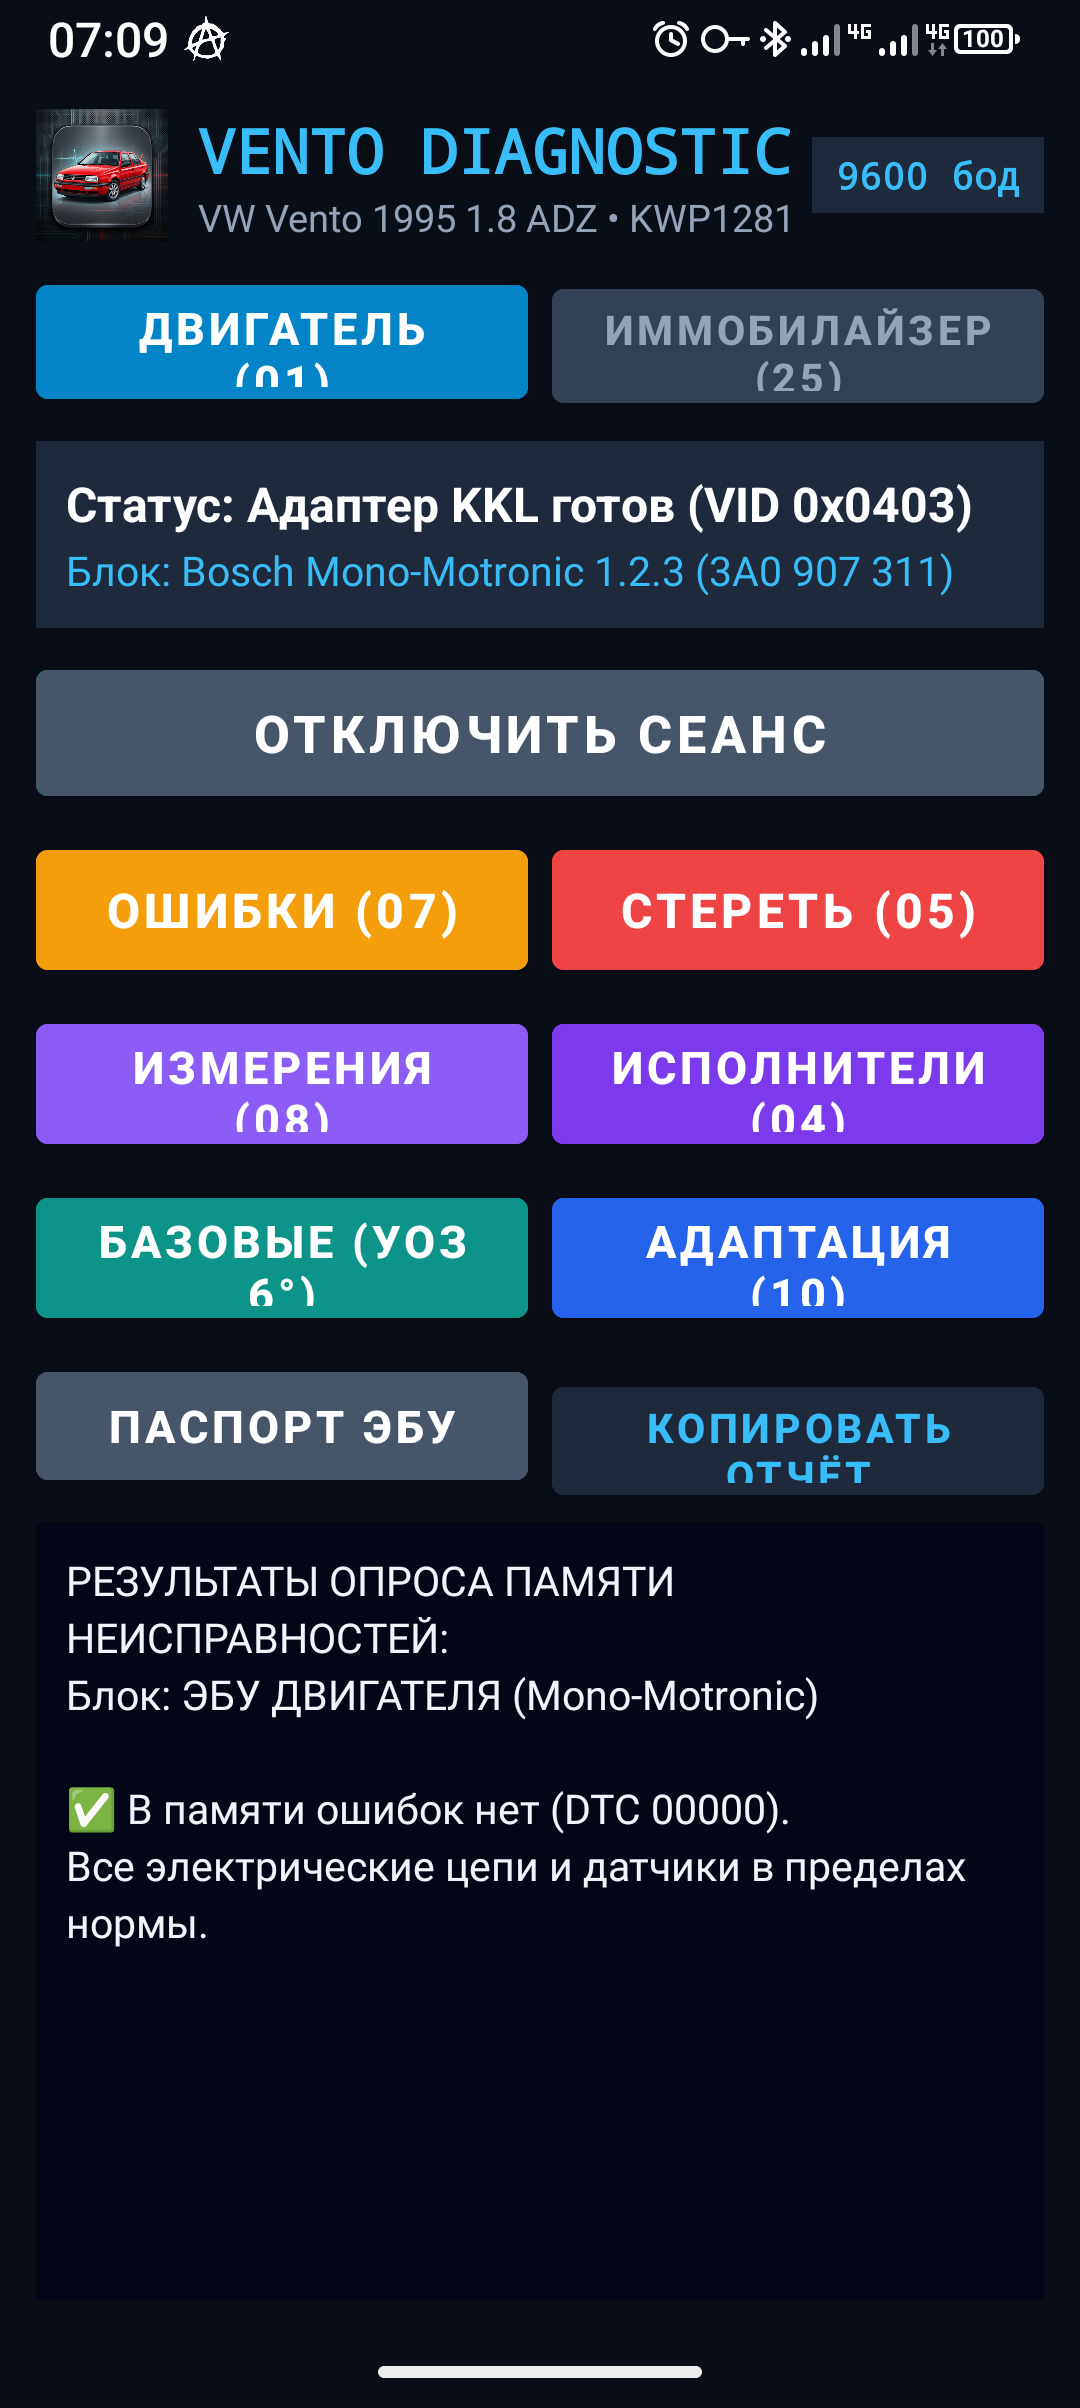 07:09
4G
4G
100
VENTO DIAGNOSTIC
9600 бод
VW Vento 1995 1.8 ADZ • KWP1281
ДВИГАТЕЛЬ
(01)
ИММОБИЛАЙЗЕР
(25)
Статус: Адаптер KKL готов (VID 0x0403)
Блок: Bosch Mono-Motronic 1.2.3 (3A0 907 311)
ОТКЛЮЧИТЬ СЕАНС
ОШИБКИ (07)
СТЕРЕТЬ (05)
ИЗМЕРЕНИЯ
(08)
ИСПОЛНИТЕЛИ
(04)
БАЗОВЫЕ (УОЗ
6°)
АДАПТАЦИЯ
(10)
ПАСПОРТ ЭБУ
КОПИРОВАТЬ
ОТЧЁТ
РЕЗУЛЬТАТЫ ОПРОСА ПАМЯТИ
НЕИСПРАВНОСТЕЙ:
Блок: ЭБУ ДВИГАТЕЛЯ (Mono-Motronic)
✅ В памяти ошибок нет (DTC 00000).
Все электрические цепи и датчики в пределах
нормы.